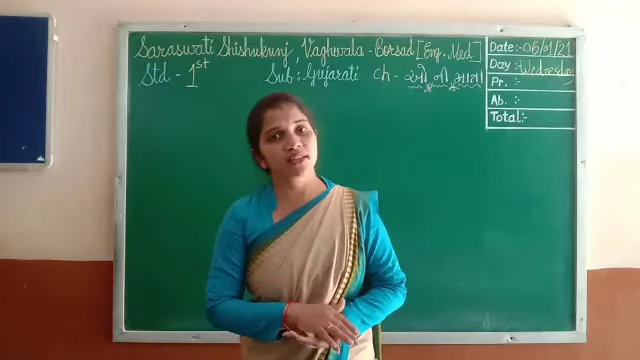 Saraswati Shishukunj, Vaghewala - Borsad [Eng. Med]
Std - 1st Sub : Gujarati Ch -
Date:- 06/01/21
Day :- Wednesday
Pr. :-
Ab. :-
Total:-